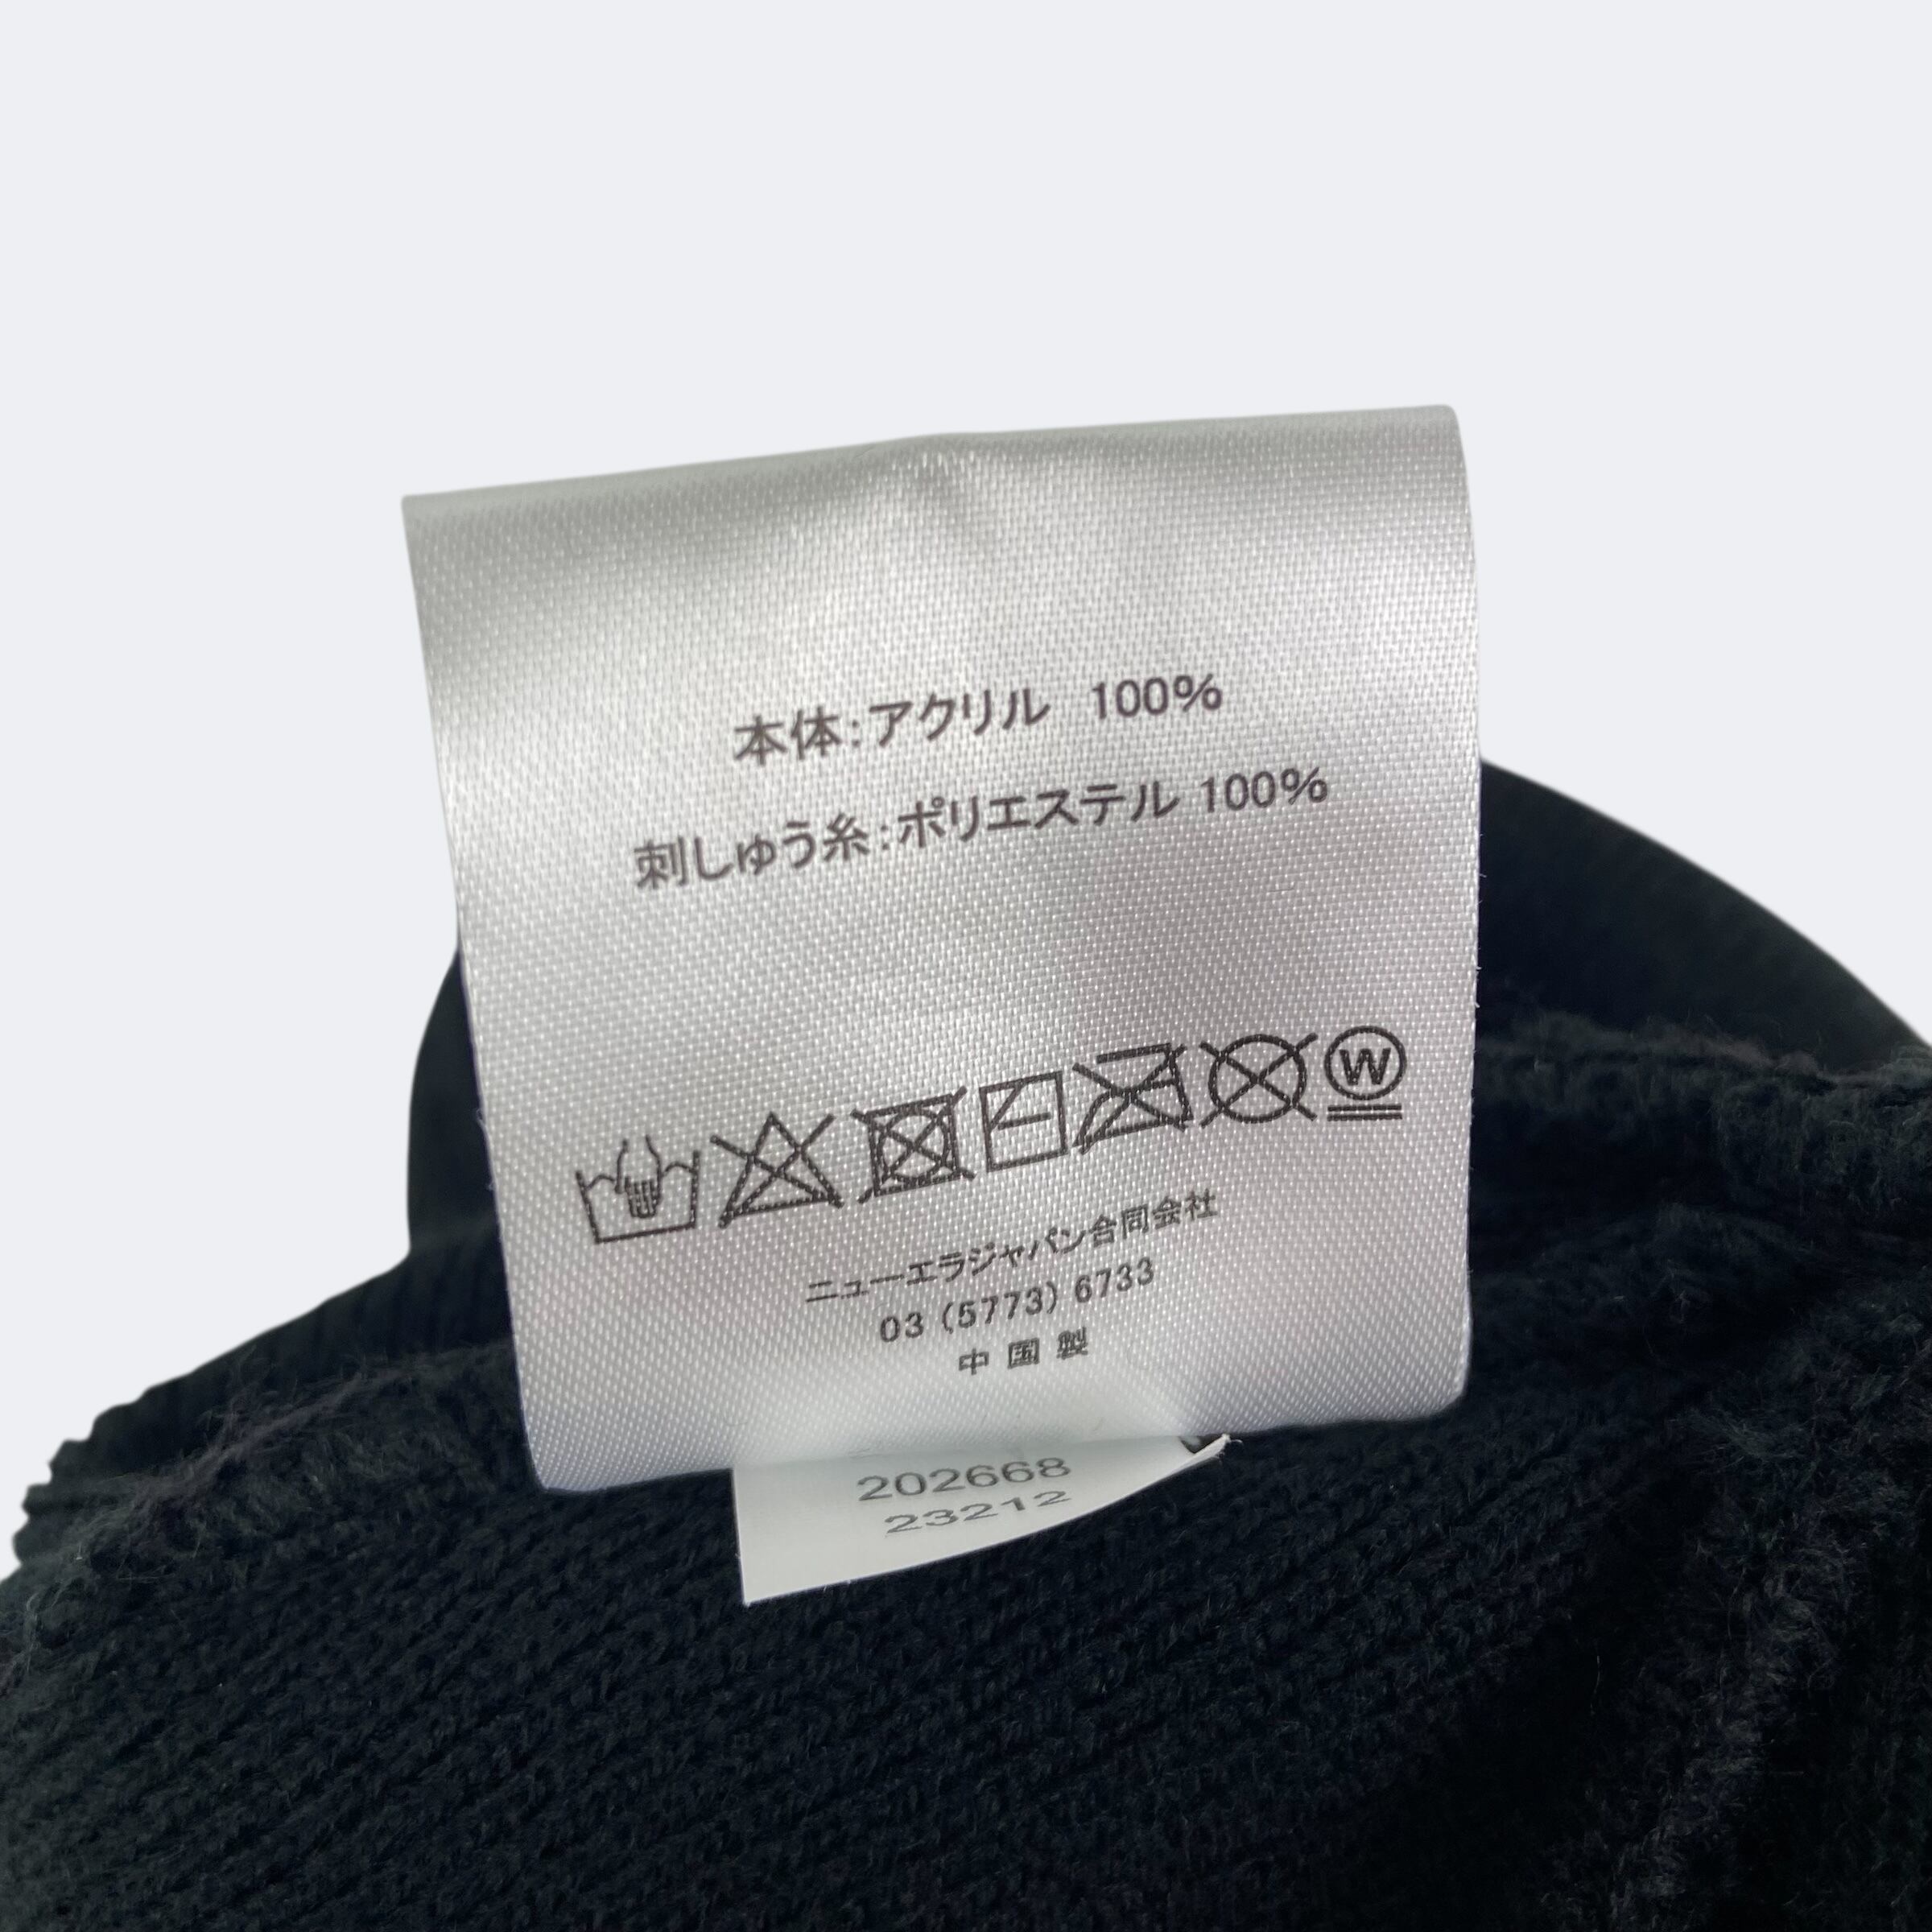 本体:アクリル 100%
刺しゅう糸:ポリエステル 100%
W
ニューエラジャパン合同会社
03 (5773) 6733
中国製
202668
23212